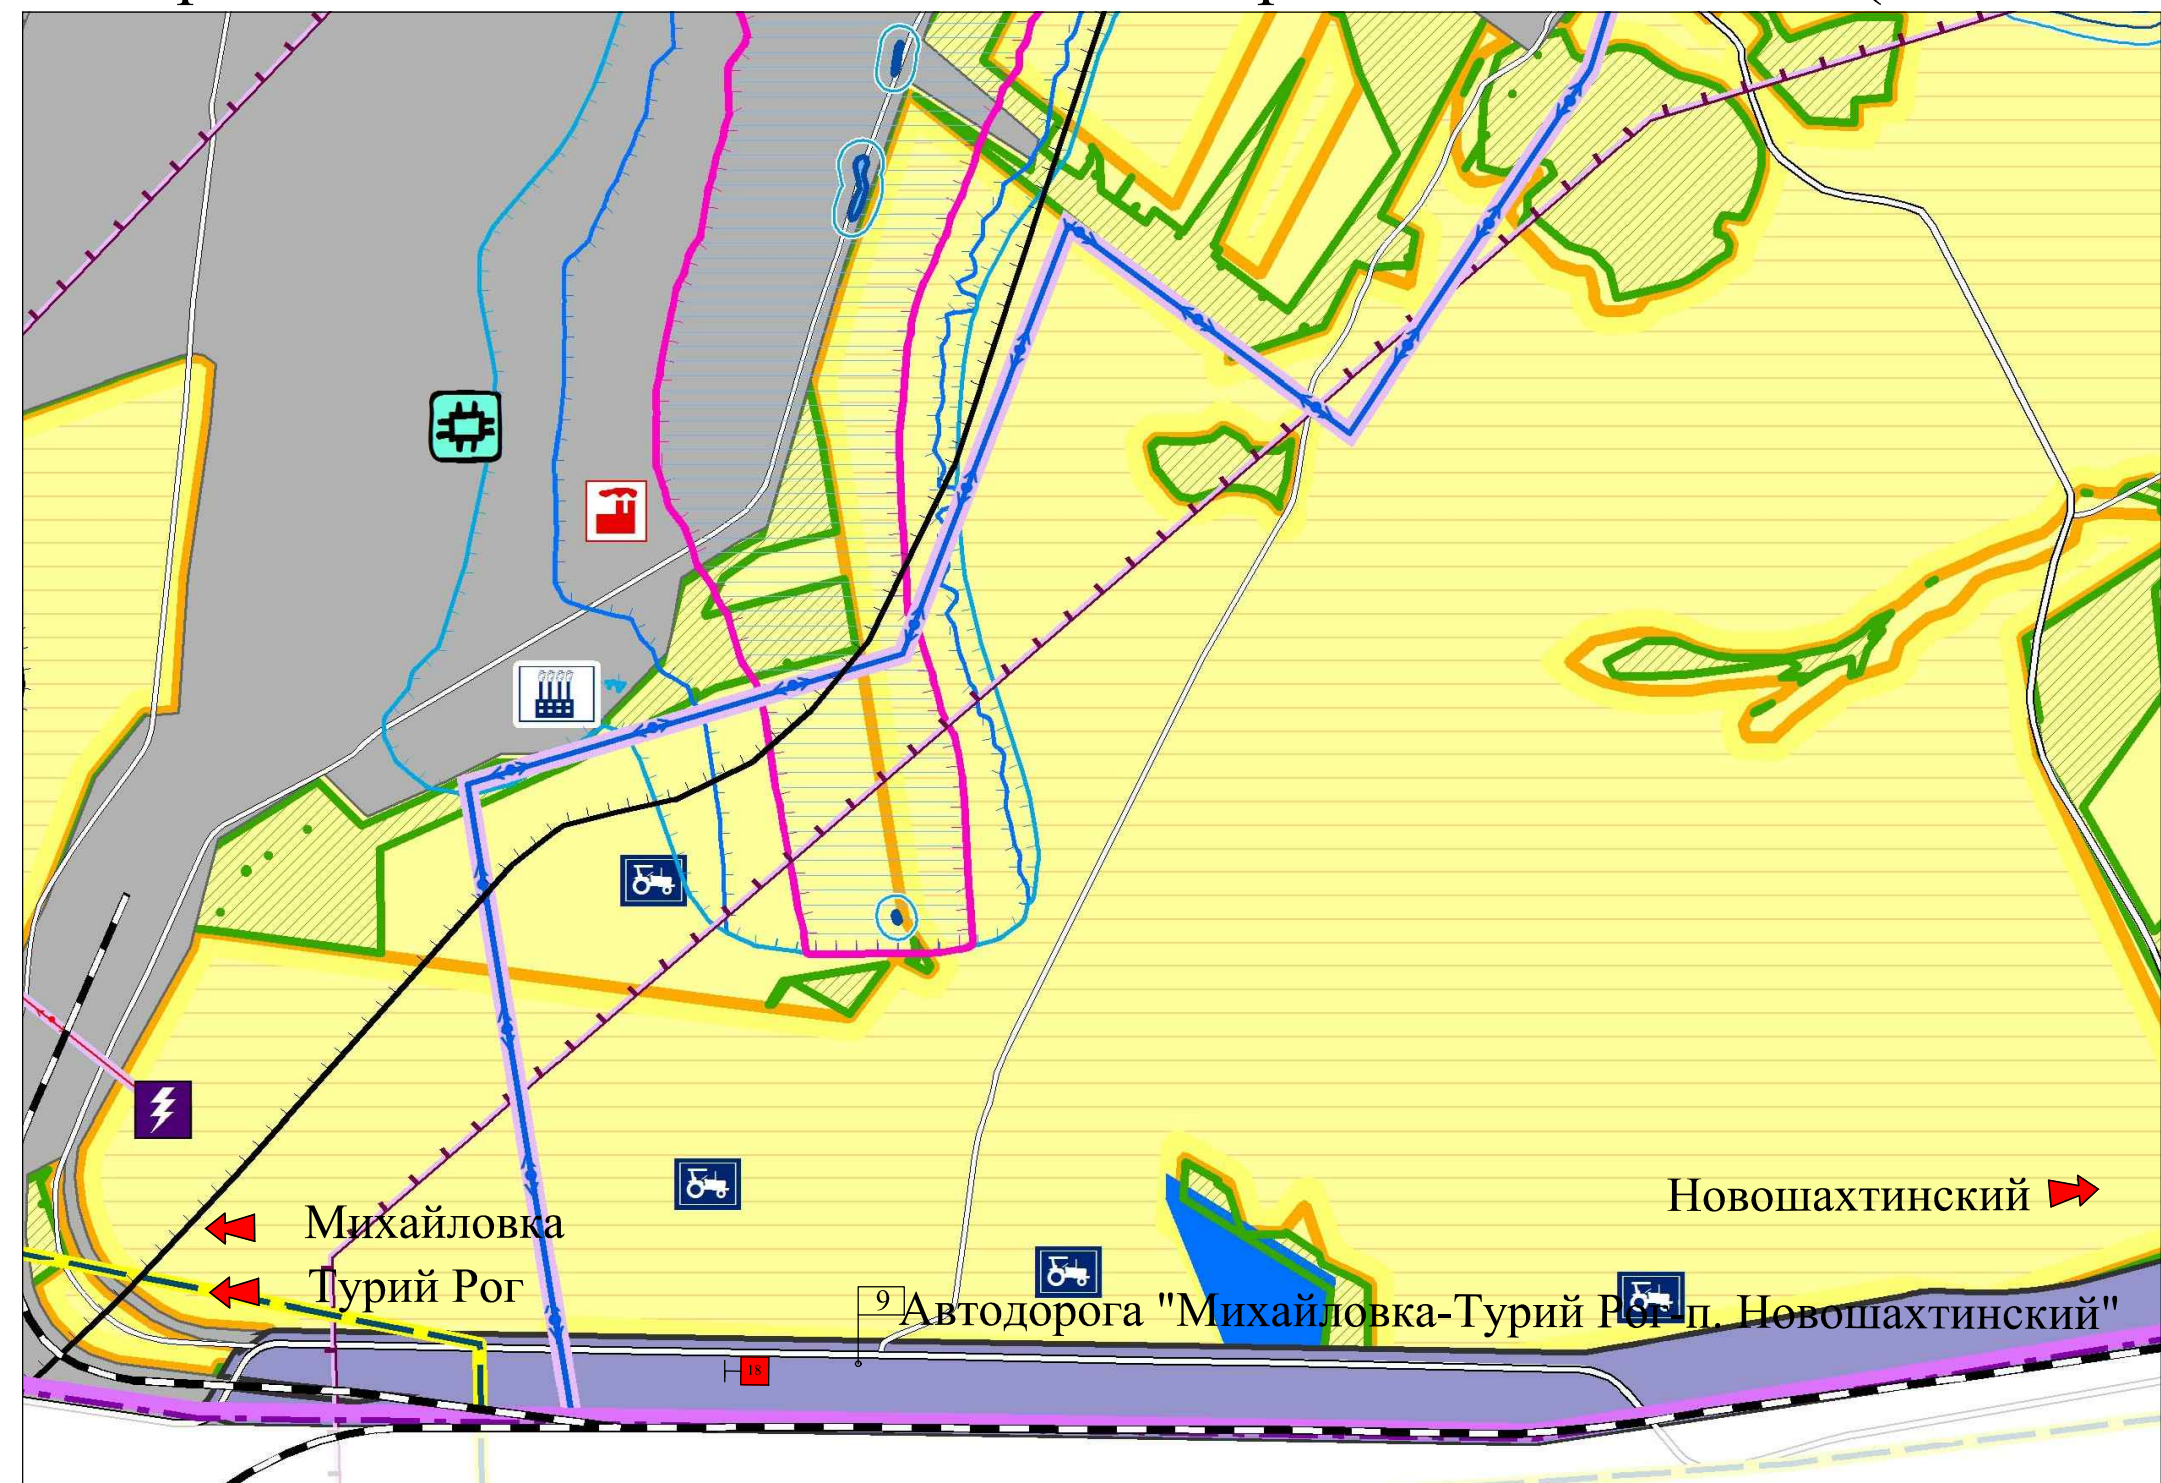 Новошахтинский
Михайловка
Турий Рог
9
Автодорога "Михайловка-Турий Рог-п. Новошахтинский"
18